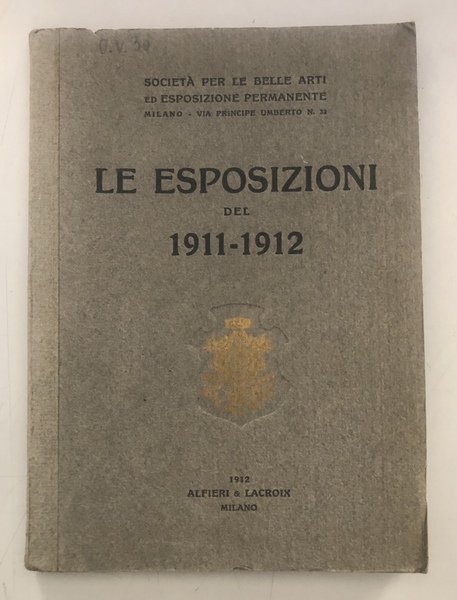 G.V 30
SOCIETÀ PER LE BELLE ARTI
ED ESPOSIZIONE PERMANENTE
MILANO - VIA PRINCIPE UMBERTO N. 32
LE ESPOSIZIONI
DEL
1911-1912
1912
ALFIERI & LACROIX
MILANO